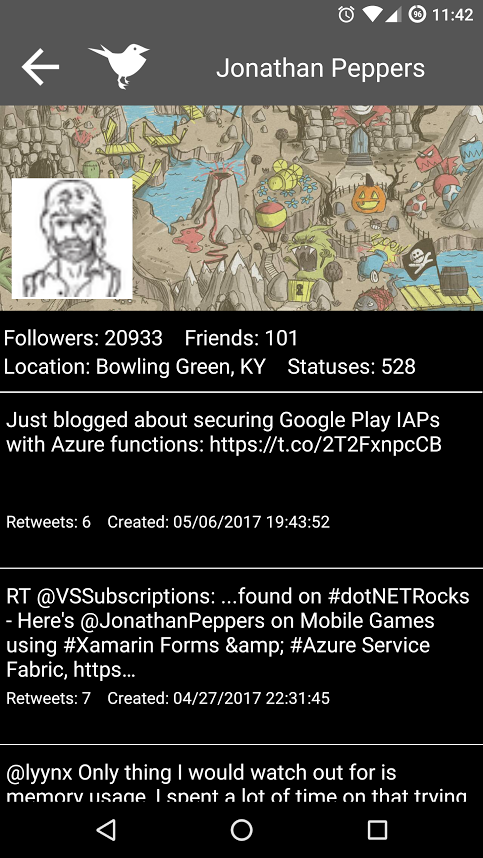 96 11:42
Jonathan Peppers
Followers: 20933 Friends: 101
Location: Bowling Green, KY Statuses: 528
Just blogged about securing Google Play IAPs
with Azure functions: https://t.co/2T2FxnpcCB
Retweets: 6 Created: 05/06/2017 19:43:52
RT @VSSubscriptions: ...found on #dotNETRocks
- Here's @JonathanPeppers on Mobile Games
using #Xamarin Forms &amp; #Azure Service
Fabric, https…
Retweets: 7 Created: 04/27/2017 22:31:45
@lyynx Only thing I would watch out for is
memory usage. I spent a lot of time on that trying